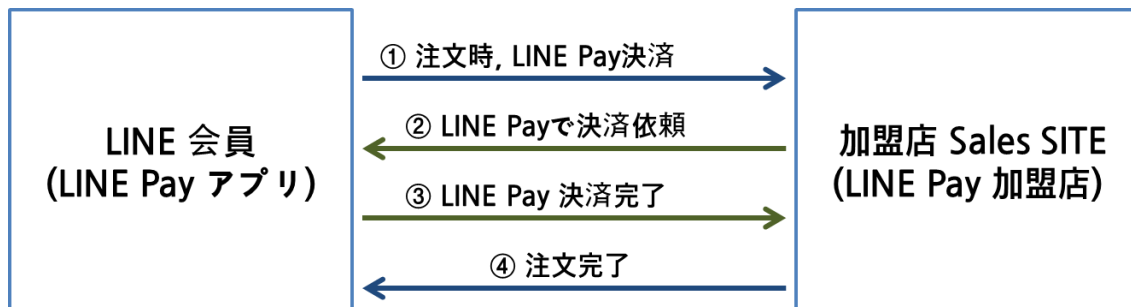 LINE 会員
(LINE Pay アプリ)
① 注文時, LINE Pay決済
② LINE Payで決済依頼
③ LINE Pay 決済完了
④ 注文完了
加盟店 Sales SITE
(LINE Pay 加盟店)